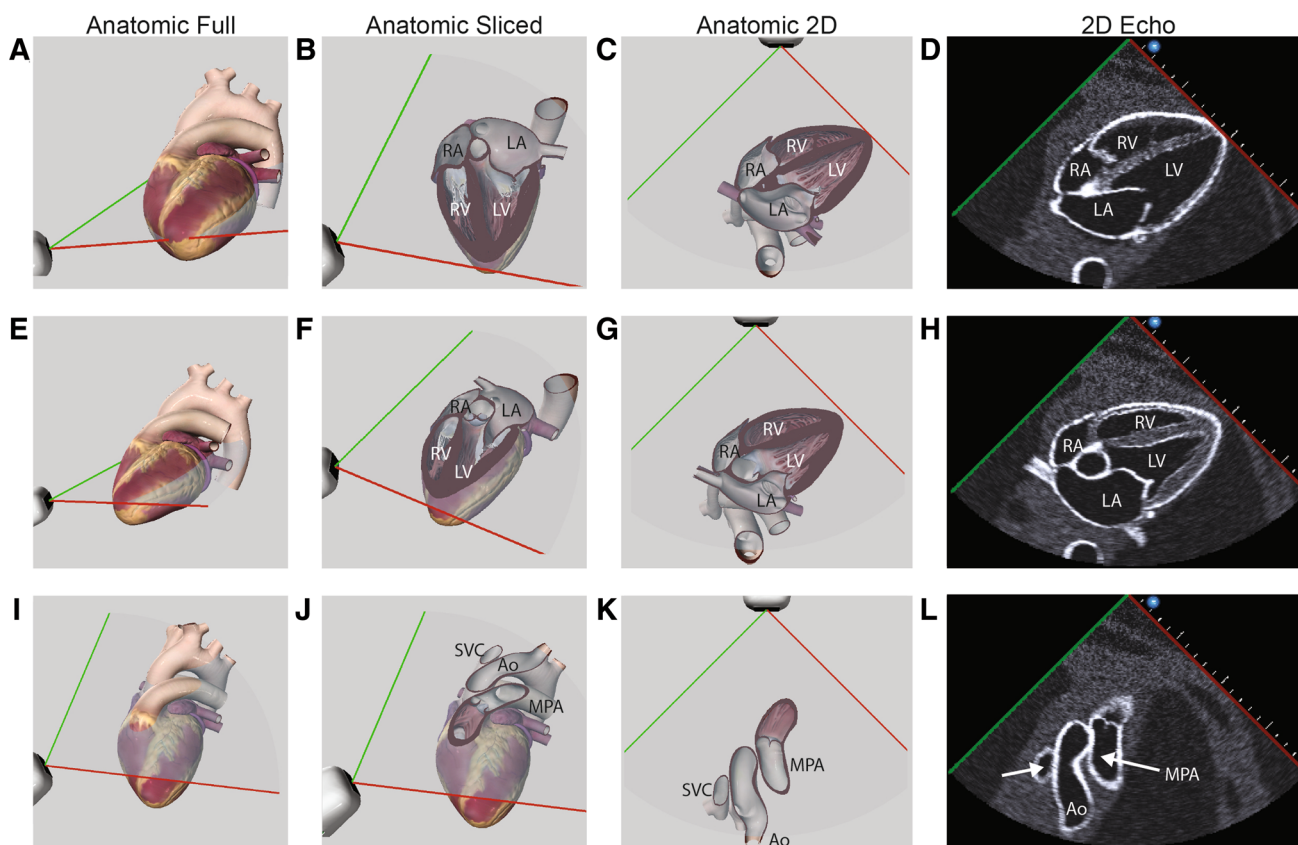 Anatomic Full Anatomic Sliced Anatomic 2D 2D Echo
A B C D
RA LA RV LV
RV LV
RA LA
RV RA LV LA
E F G H
RA LA RV LV
RV LV
RA LA
RV RA LV LA
I J K L
SVC Ao MPA
MPA SVC Ao
MPA Ao